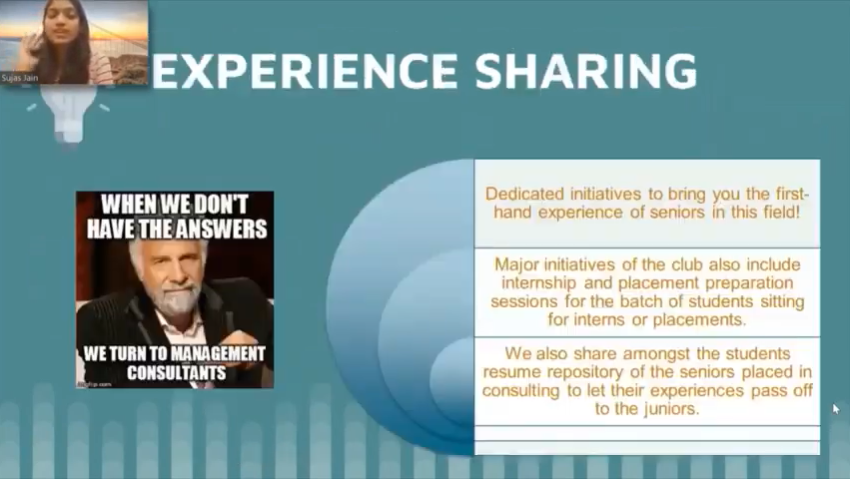 Sujas Jain
EXPERIENCE SHARING
WHEN WE DON'T
HAVE THE ANSWERS
WE TURN TO MANAGEMENT
CONSULTANTS
Dedicated initiatives to bring you the first-
hand experience of seniors in this field!
Major initiatives of the club also include
internship and placement preparation
sessions for the batch of students sitting
for interns or placements.
We also share amongst the students
resume repository of the seniors placed in
consulting to let their experiences pass off
to the juniors.